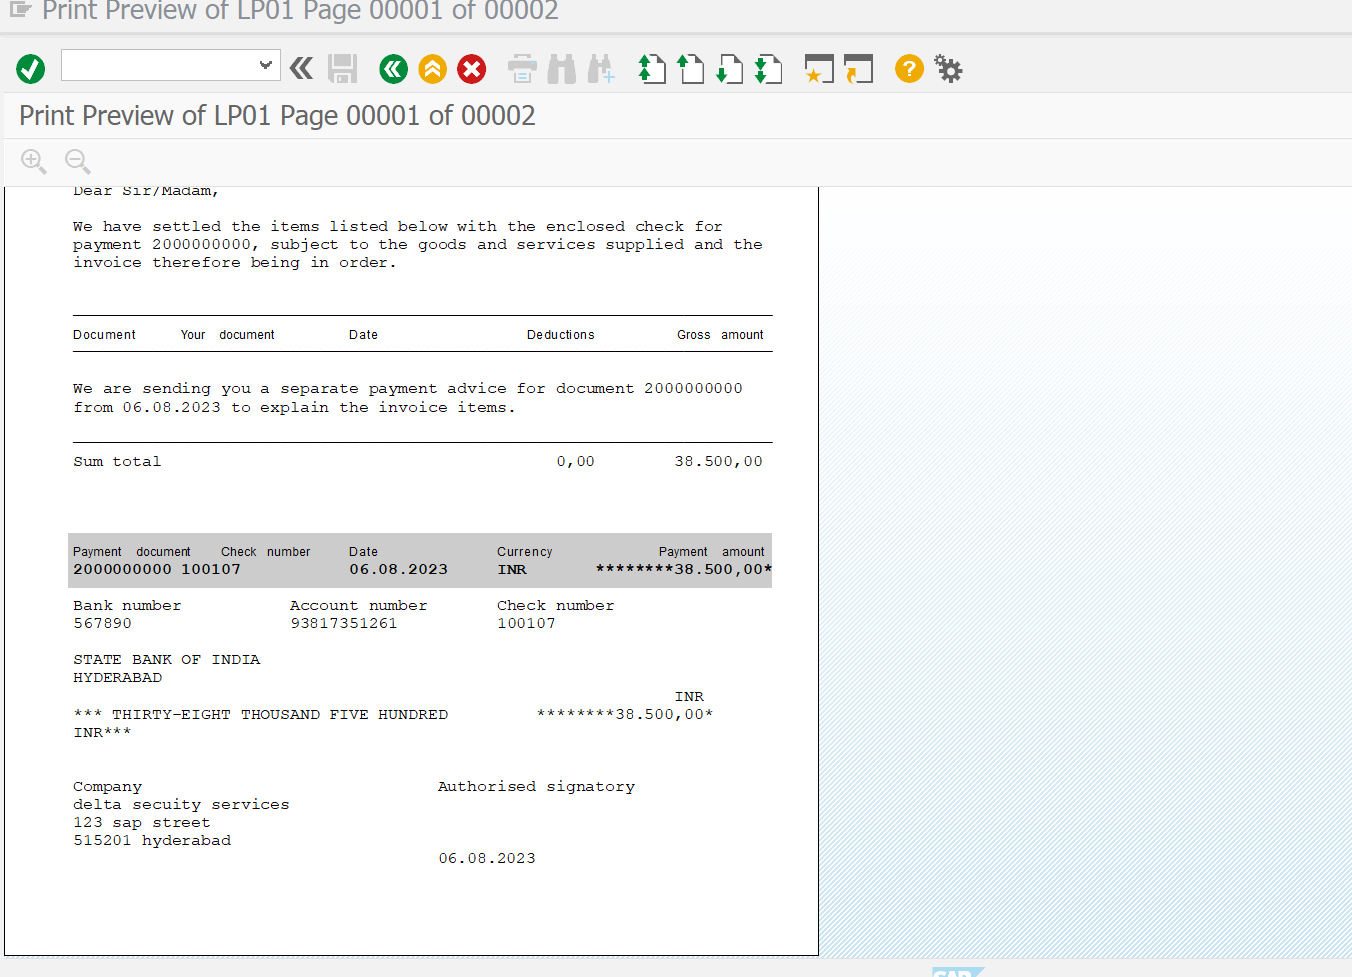 Print Preview of LP01 Page 00001 of 00002
Print Preview of LP01 Page 00001 of 00002
Dear Sir/Madam,
We have settled the items listed below with the enclosed check for
payment 2000000000, subject to the goods and services supplied and the
invoice therefore being in order.
Document Your document Date Deductions Gross amount
We are sending you a separate payment advice for document 2000000000
from 06.08.2023 to explain the invoice items.
Sum total 0,00 38.500,00
Payment document Check number Date Currency Payment amount
2000000000 100107 06.08.2023 INR ********38.500,00*
Bank number Account number Check number
567890 93817351261 100107
STATE BANK OF INDIA
HYDERABAD
INR
*** THIRTY-EIGHT THOUSAND FIVE HUNDRED ********38.500,00*
INR***
Company Authorised signatory
delta secuity services
123 sap street
515201 hyderabad
06.08.2023
SAP